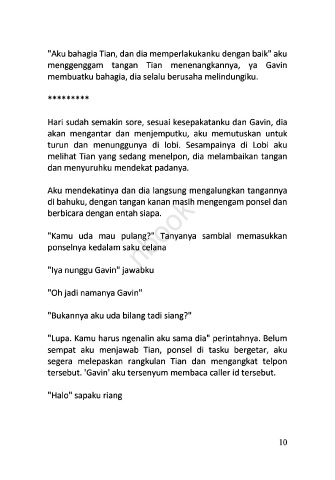 "Aku bahagia Tian, dan dia memperlakukanku dengan baik" aku
menggenggam tangan Tian menenangkannya, ya Gavin
membuatku bahagia, dia selalu berusaha melindungiku.
*********
Hari sudah semakin sore, sesuai kesepakatanku dan Gavin, dia
akan mengantar dan menjemputku, aku memutuskan untuk
turun dan menunggunya di lobi. Sesampainya di Lobi aku
melihat Tian yang sedang menelpon, dia melambaikan tangan
dan menyuruhku mendekat padanya.
Aku mendekatinya dan dia langsung mengalungkan tangannya
di bahuku, dengan tangan kanan masih mengengam ponsel dan
berbicara dengan entah siapa.
"Kamu uda mau pulang?" Tanyanya sambial memasukkan
ponselnya kedalam saku celana
"Iya nunggu Gavin" jawabku
"Oh jadi namanya Gavin"
"Bukannya aku uda bilang tadi siang?"
"Lupa. Kamu harus ngenalin aku sama dia" perintahnya. Belum
sempat aku menjawab Tian, ponsel di tasku bergetar, aku
segera melepaskan rangkulan Tian dan mengangkat telpon
tersebut. 'Gavin' aku tersenyum membaca caller id tersebut.
"Halo" sapaku riang
10